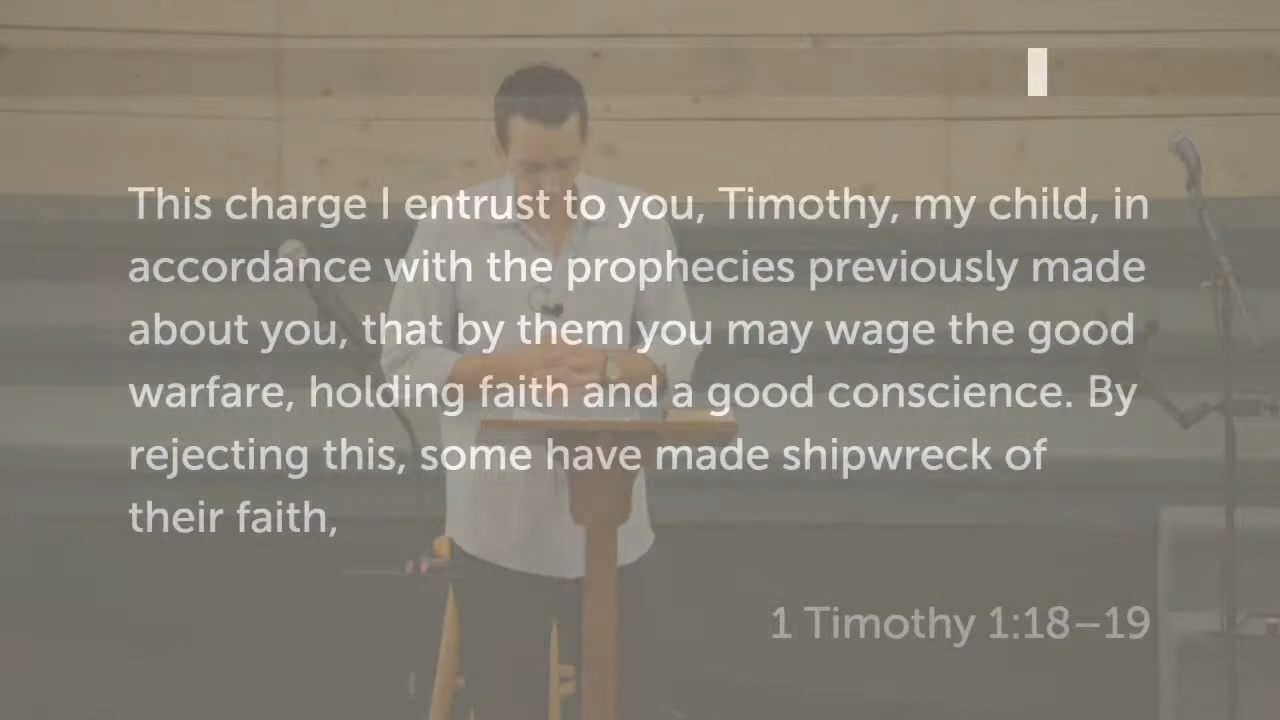 This charge I entrust to you, Timothy, my child, in
accordance with the prophecies previously made
about you, that by them you may wage the good
warfare, holding faith and a good conscience. By
rejecting this, some have made shipwreck of
their faith,
1 Timothy 1:18–19